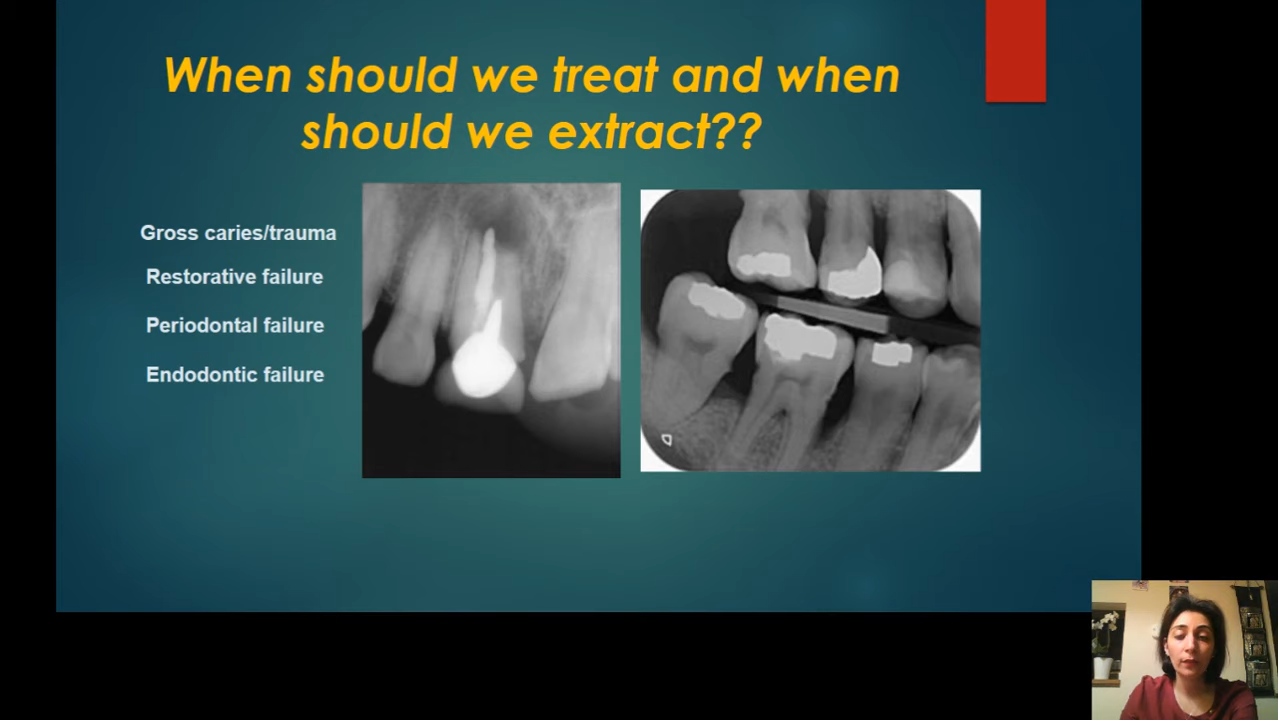 When should we treat and when
should we extract??
Gross caries/trauma
Restorative failure
Periodontal failure
Endodontic failure